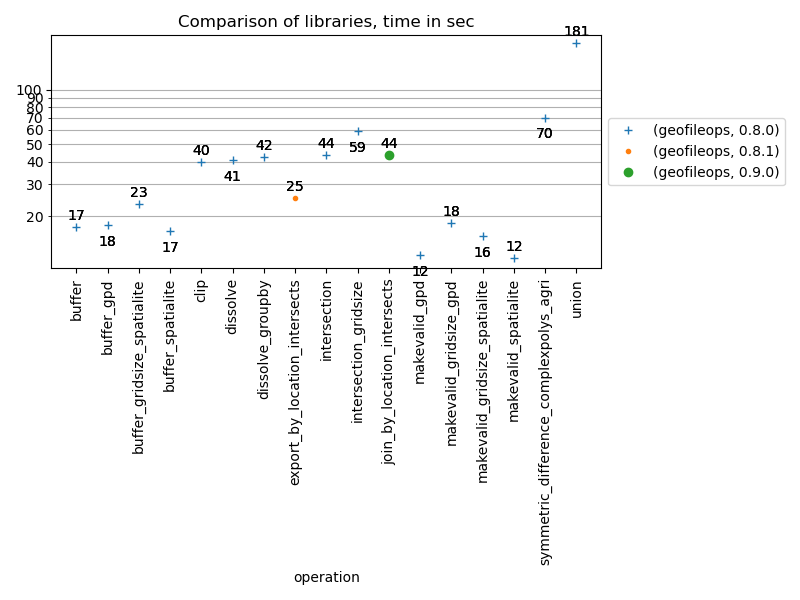 Comparison of libraries, time in sec
181
100
90
80
70
60
50
40
30
20
17
18
23
17
40
41
42
25
44
59
44
12
18
16
12
70
(geofileops, 0.8.0)
(geofileops, 0.8.1)
(geofileops, 0.9.0)
buffer
buffer_gpd
buffer_gridsize_spatialite
buffer_spatialite
clip
dissolve
dissolve_groupby
export_by_location_intersects
intersection
intersection_gridsize
join_by_location_intersects
makevalid_gpd
makevalid_gridsize_gpd
makevalid_gridsize_spatialite
makevalid_spatialite
symmetric_difference_complexpolys_agri
union
operation